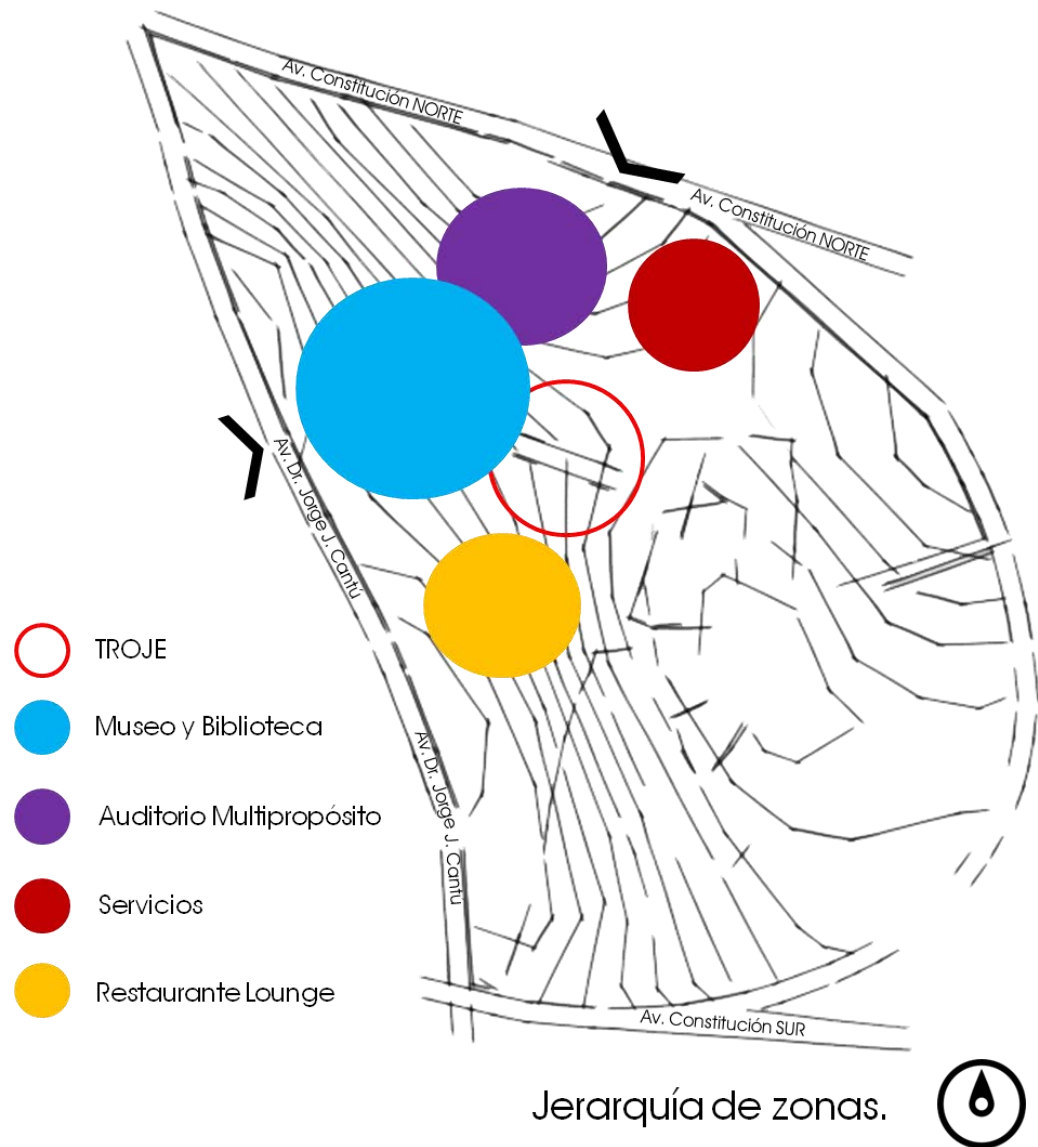 Av. Constitución NORTE
Av. Constitución NORTE
Av. Dr. Jorge J. Cantú
Av. Dr. Jorge J. Cantú
TROJE
Museo y Biblioteca
Auditorio Multipropósito
Servicios
Restaurante Lounge
Av. Constitución SUR
Jerarquía de zonas.